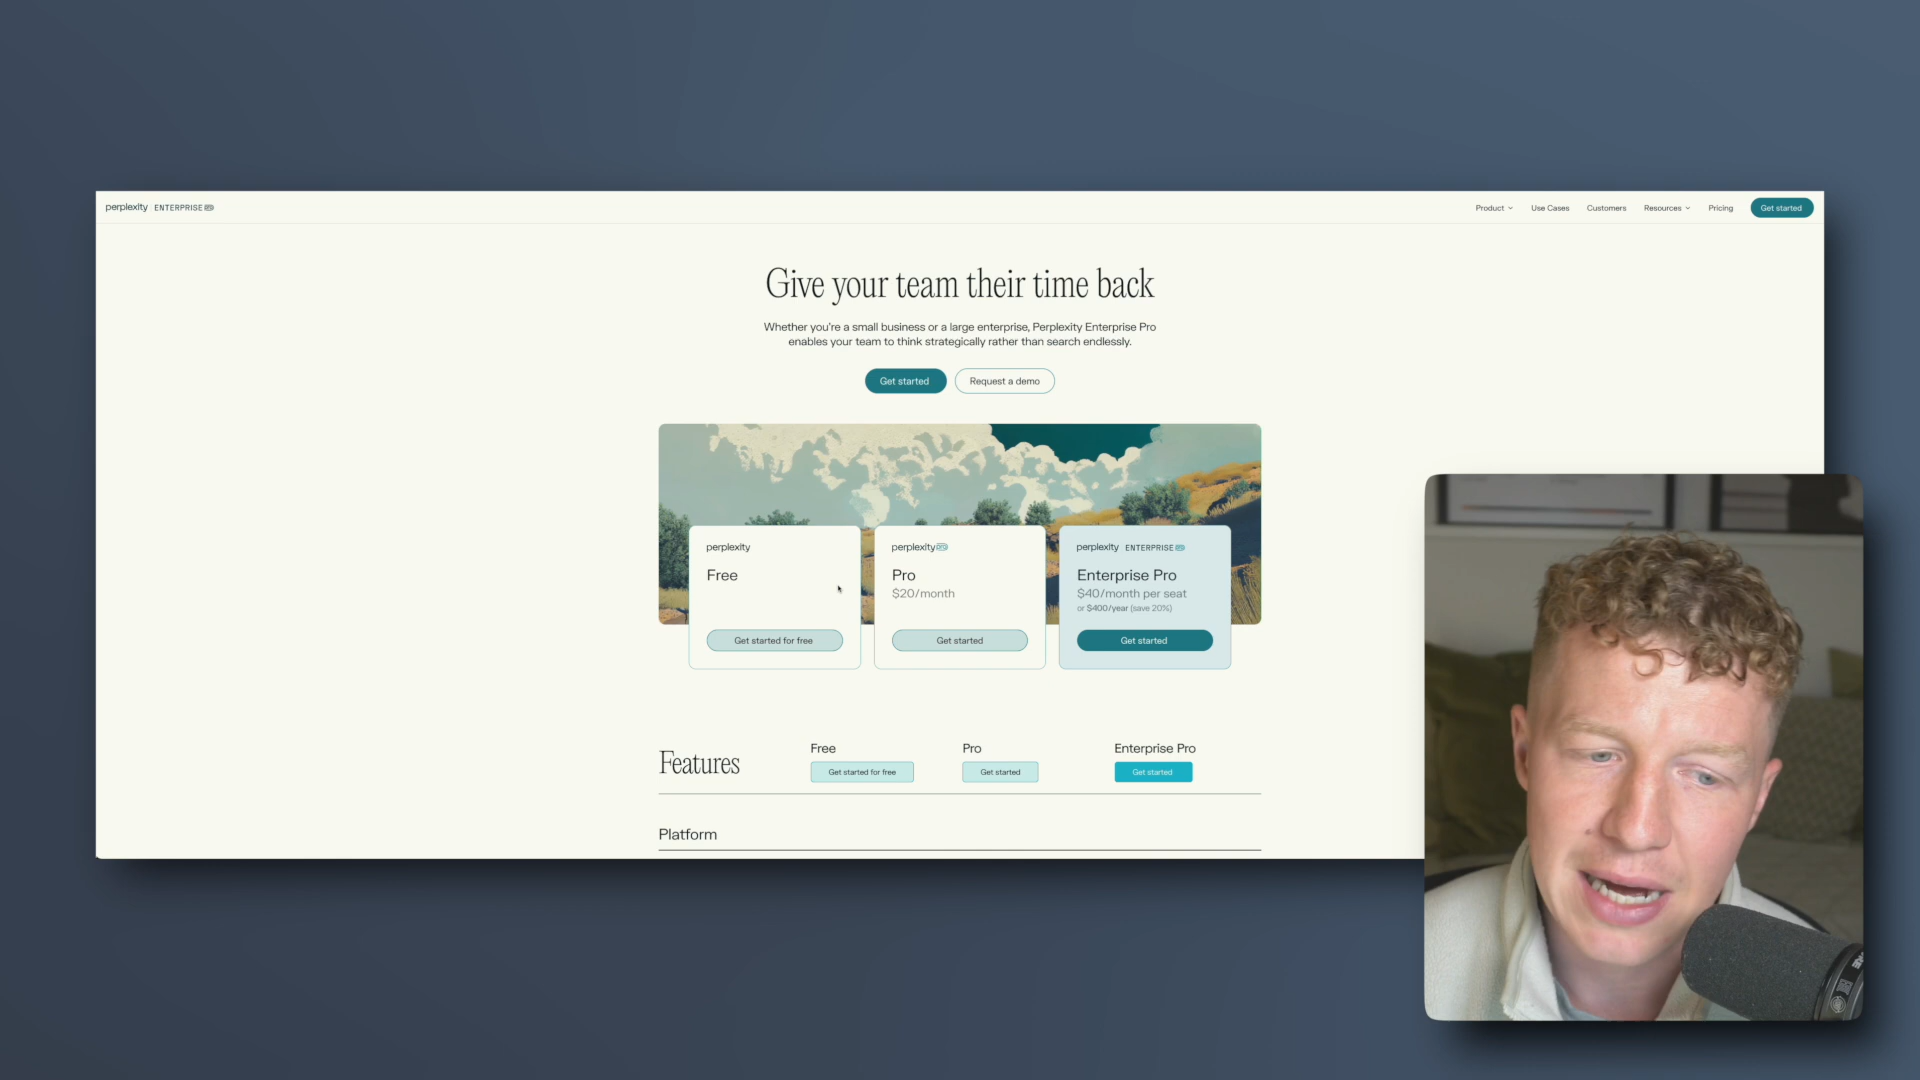 perplexity ENTERPRISE pro
Product
Use Cases
Customers
Resources
Pricing
Get started
Give your team their time back
Whether you're a small business or a large enterprise, Perplexity Enterprise Pro
enables your team to think strategically rather than search endlessly.
Get started
Request a demo
perplexity
Free
Get started for free
perplexity pro
Pro
$20/month
Get started
perplexity ENTERPRISE pro
Enterprise Pro
$40/month per seat
or $400/year (save 20%)
Get started
Features
Free
Get started for free
Pro
Get started
Enterprise Pro
Get started
Platform